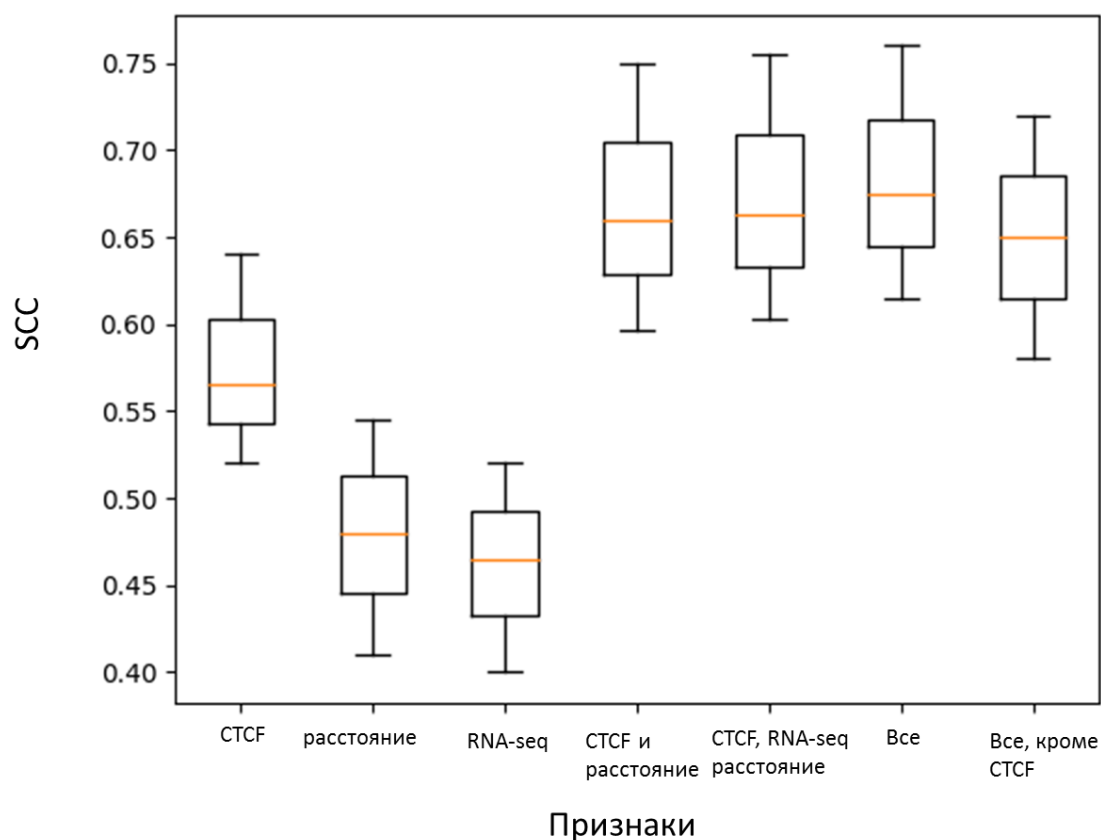 SCC
0.75
0.70
0.65
0.60
0.55
0.50
0.45
0.40
CTCF
расстояние
RNA-seq
CTCF и
расстояние
CTCF, RNA-seq
расстояние
Все
Все, кроме
CTCF
Признаки